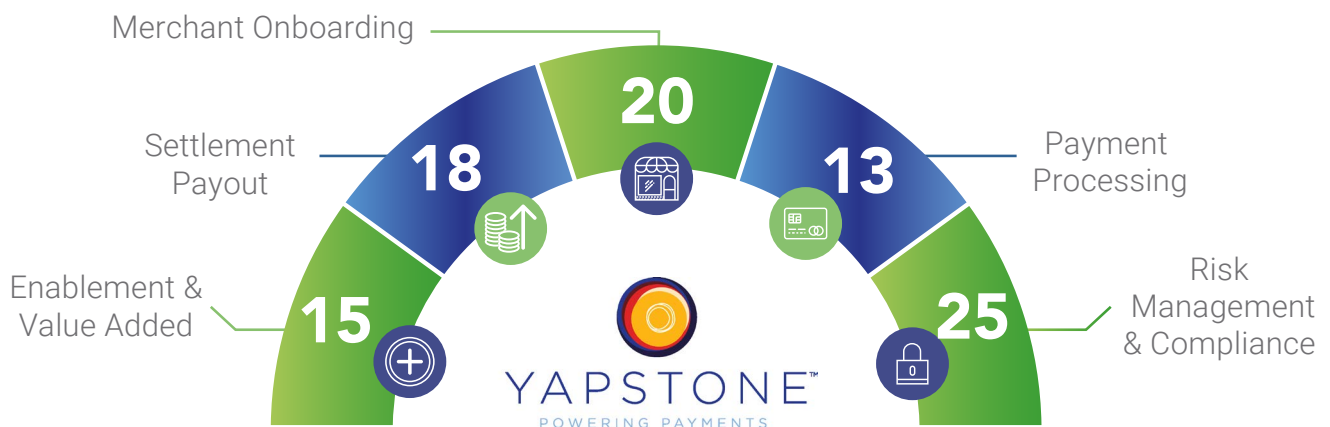 Merchant Onboarding
20
Settlement
Payout
18
13
Payment
Processing
Enablement &
Value Added
15
25
Risk
Management
& Compliance
0
YAPSTONE™
POWERING PAYMENTS